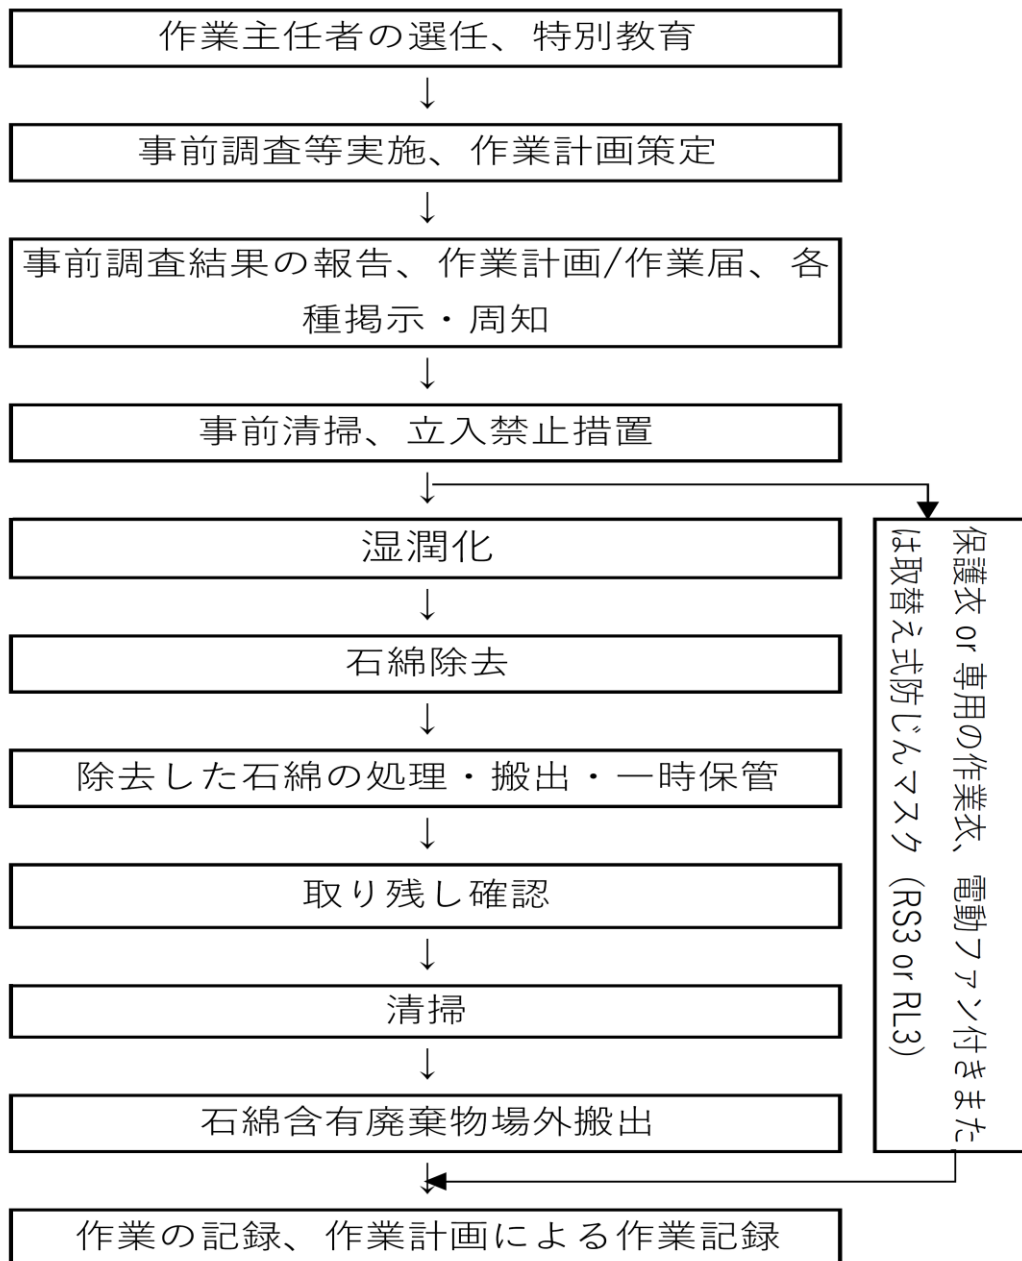 作業主任者の選任、特別教育
↓
事前調査等実施、作業計画策定
↓
事前調査結果の報告、作業計画/作業届、各
種掲示・周知
↓
事前清掃、立入禁止措置
↓
湿潤化
↓
石綿除去
↓
除去した石綿の処理・搬出・一時保管
↓
取り残し確認
↓
清掃
↓
石綿含有廃棄物場外搬出
↓
作業の記録、作業計画による作業記録
保護衣 or 専用の作業衣、電動ファン付きまた
は取替え式防じんマスク（RS3 or RL3）